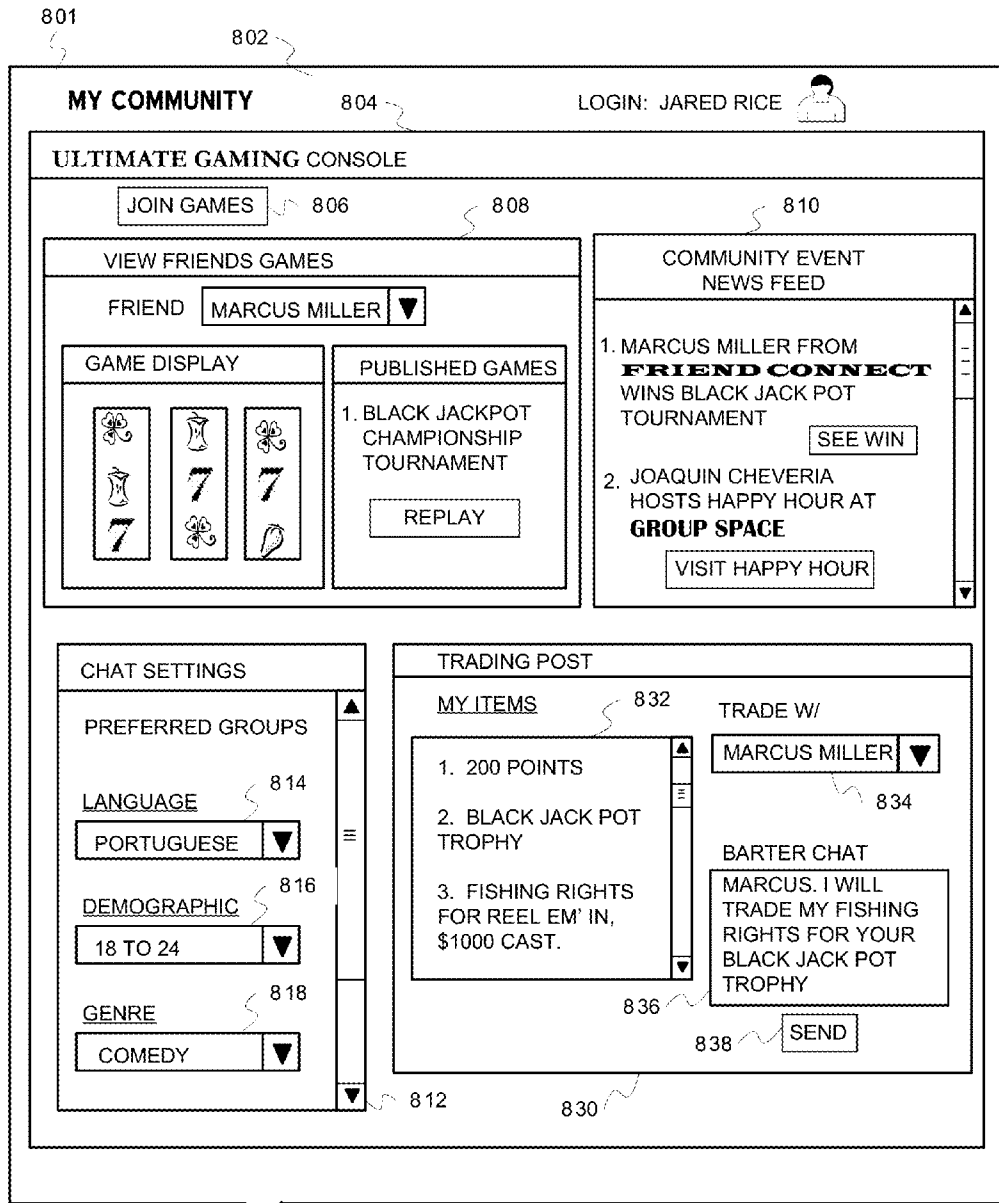 801
802
MY COMMUNITY
804
LOGIN: JARED RICE
ULTIMATE GAMING CONSOLE
JOIN GAMES
806
808
810
VIEW FRIENDS GAMES
FRIEND
MARCUS MILLER
GAME DISPLAY
7
7 7
PUBLISHED GAMES
1. BLACK JACKPOT
CHAMPIONSHIP
TOURNAMENT
REPLAY
COMMUNITY EVENT
NEWS FEED
1. MARCUS MILLER FROM
FRIEND CONNECT
WINS BLACK JACK POT
TOURNAMENT
SEE WIN
2. JOAQUIN CHEVERIA
HOSTS HAPPY HOUR AT
GROUP SPACE
VISIT HAPPY HOUR
CHAT SETTINGS
PREFERRED GROUPS
LANGUAGE
814
PORTUGUESE
DEMOGRAPHIC
816
18 TO 24
GENRE
818
COMEDY
812
TRADING POST
MY ITEMS
832
1. 200 POINTS
2. BLACK JACK POT
TROPHY
3. FISHING RIGHTS
FOR REEL EM' IN,
$1000 CAST.
TRADE W/
MARCUS MILLER
834
BARTER CHAT
MARCUS. I WILL
TRADE MY FISHING
RIGHTS FOR YOUR
BLACK JACK POT
TROPHY
836
838
SEND
830